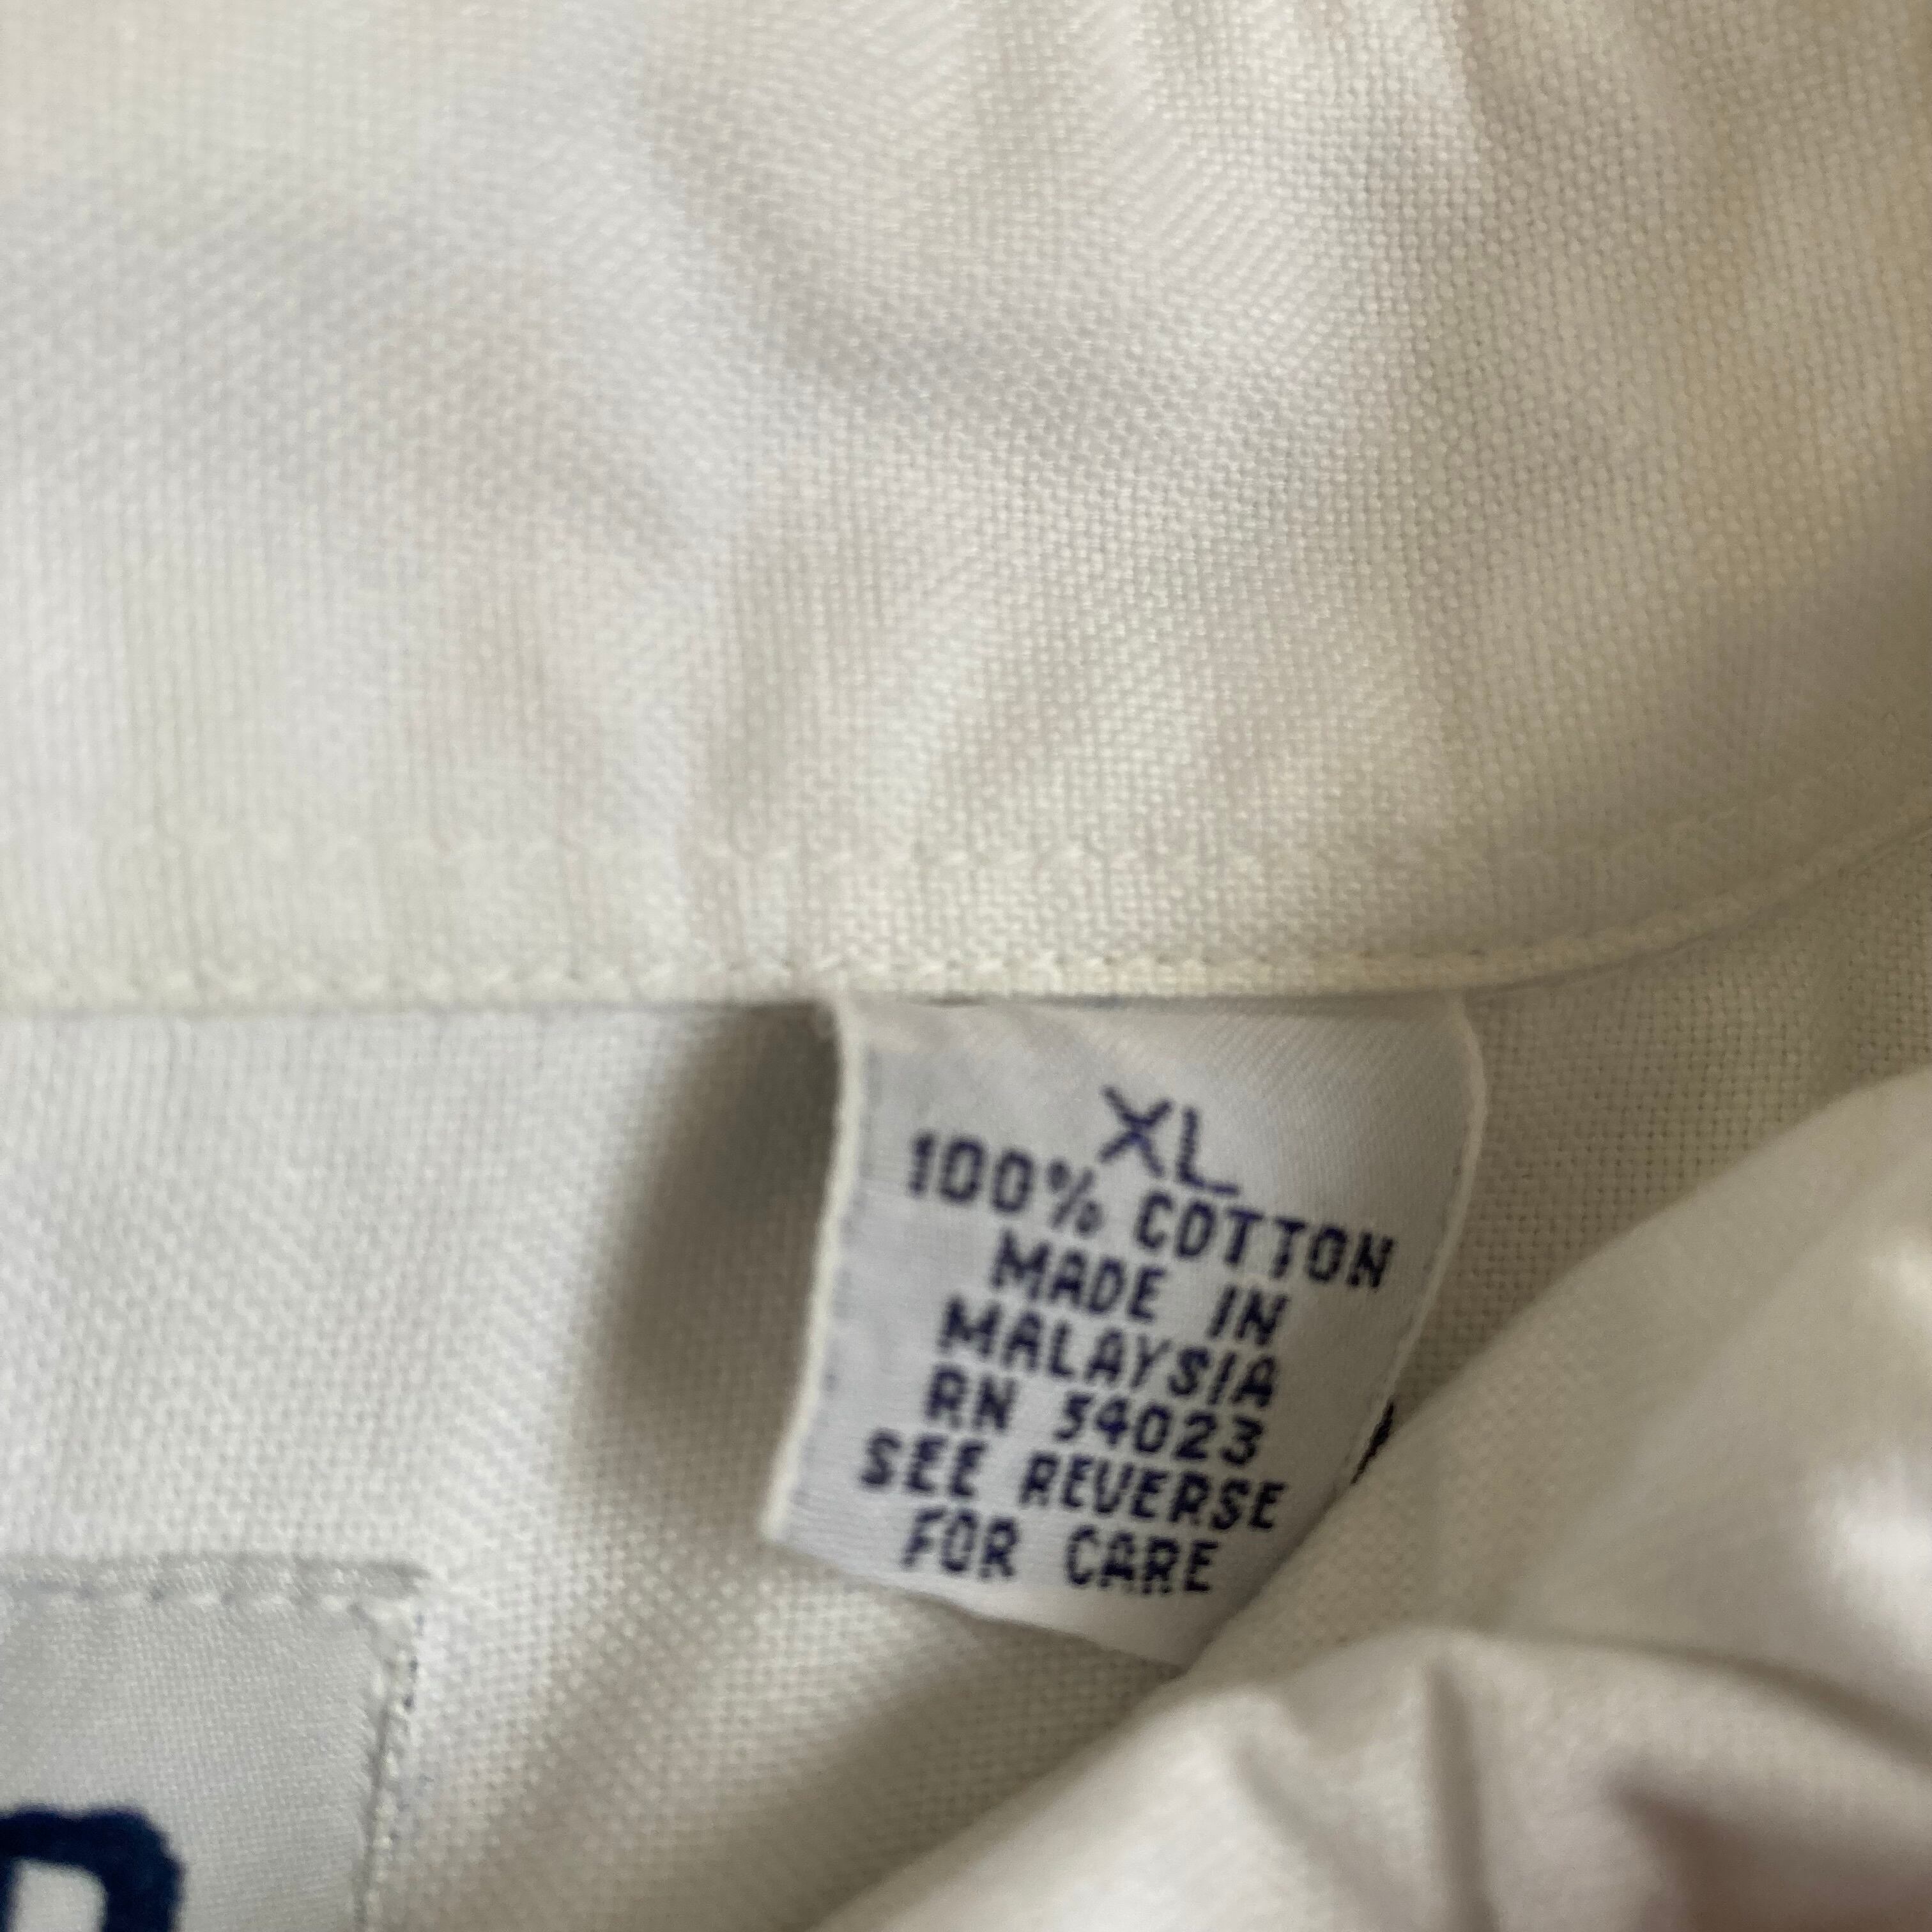 XL
100% COTTON
MADE IN
MALAYSIA
RN 54023
SEE REVERSE
FOR CARE